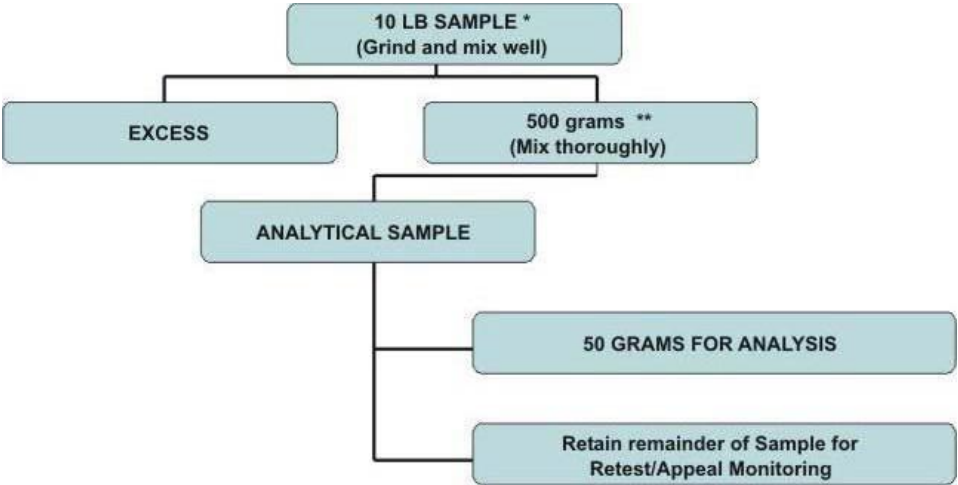 10 LB SAMPLE *
(Grind and mix well)
EXCESS
500 grams **
(Mix thoroughly)
ANALYTICAL SAMPLE
50 GRAMS FOR ANALYSIS
Retain remainder of Sample for
Retest/Appeal Monitoring